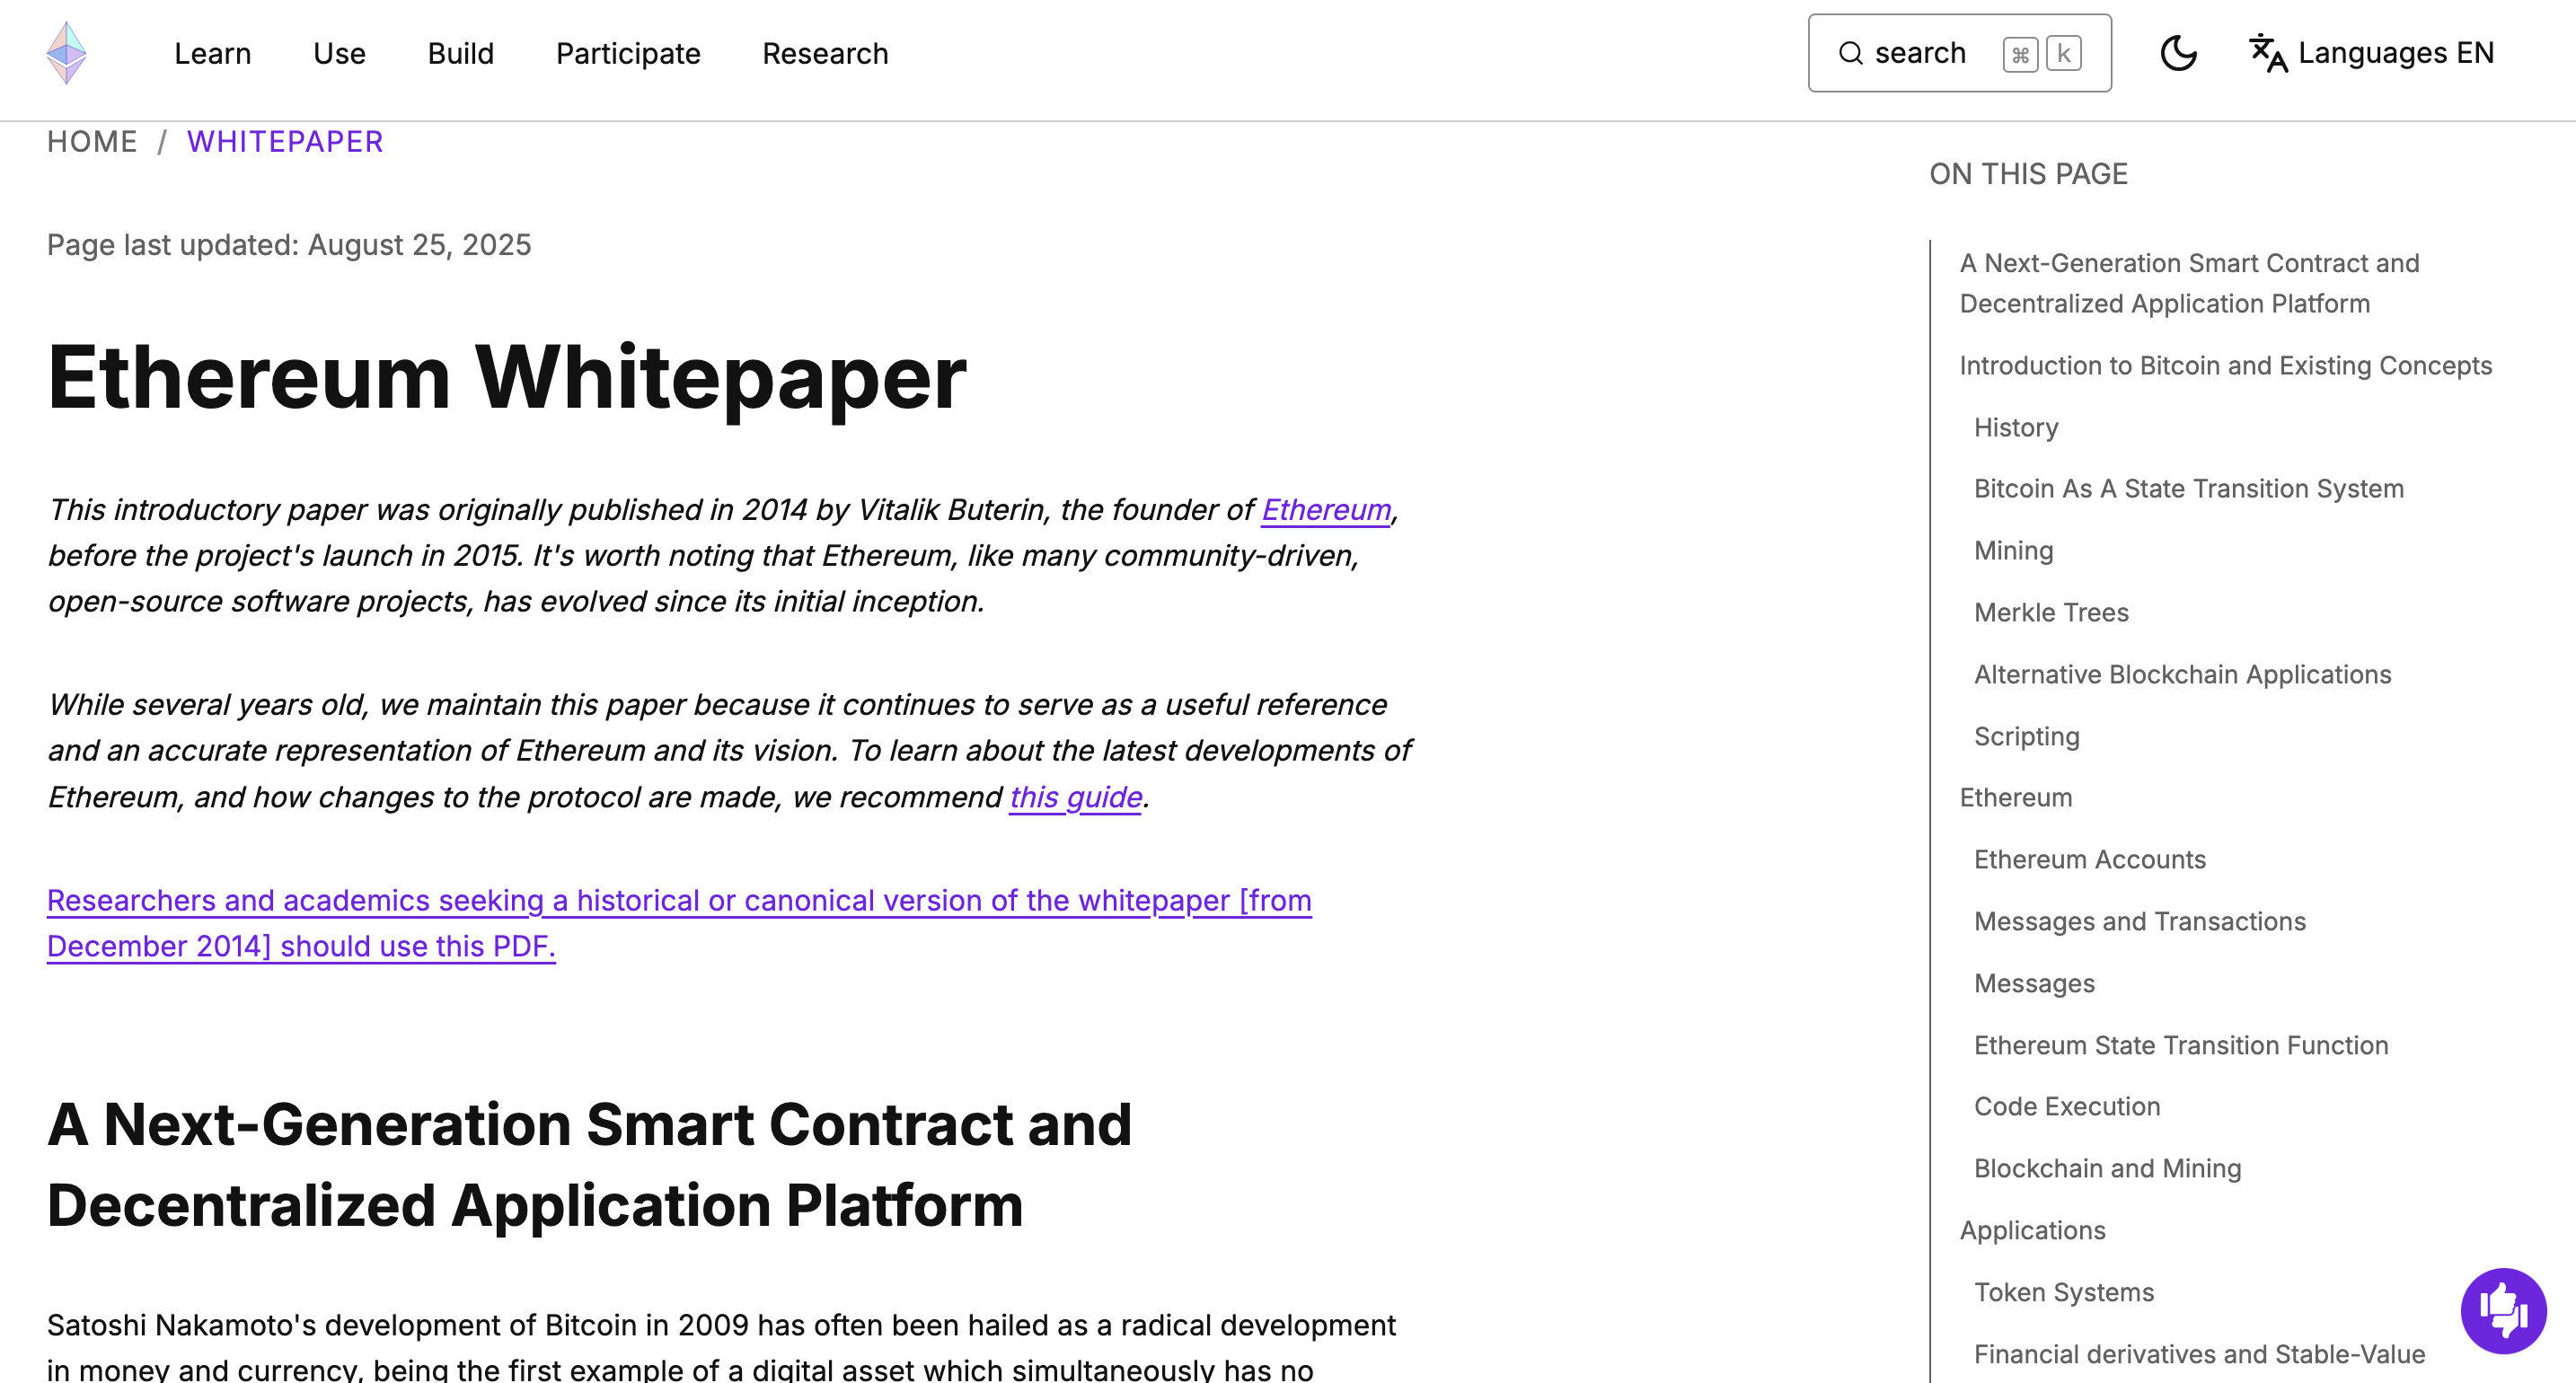 Learn Use Build Participate Research search ⌘ k Languages EN
HOME / WHITEPAPER
Page last updated: August 25, 2025
Ethereum Whitepaper
This introductory paper was originally published in 2014 by Vitalik Buterin, the founder of Ethereum,
before the project's launch in 2015. It's worth noting that Ethereum, like many community-driven,
open-source software projects, has evolved since its initial inception.
While several years old, we maintain this paper because it continues to serve as a useful reference
and an accurate representation of Ethereum and its vision. To learn about the latest developments of
Ethereum, and how changes to the protocol are made, we recommend this guide.
Researchers and academics seeking a historical or canonical version of the whitepaper [from
December 2014] should use this PDF.
A Next-Generation Smart Contract and
Decentralized Application Platform
Satoshi Nakamoto's development of Bitcoin in 2009 has often been hailed as a radical development
in money and currency, being the first example of a digital asset which simultaneously has no
ON THIS PAGE
A Next-Generation Smart Contract and
Decentralized Application Platform
Introduction to Bitcoin and Existing Concepts
History
Bitcoin As A State Transition System
Mining
Merkle Trees
Alternative Blockchain Applications
Scripting
Ethereum
Ethereum Accounts
Messages and Transactions
Messages
Ethereum State Transition Function
Code Execution
Blockchain and Mining
Applications
Token Systems
Financial derivatives and Stable-Value